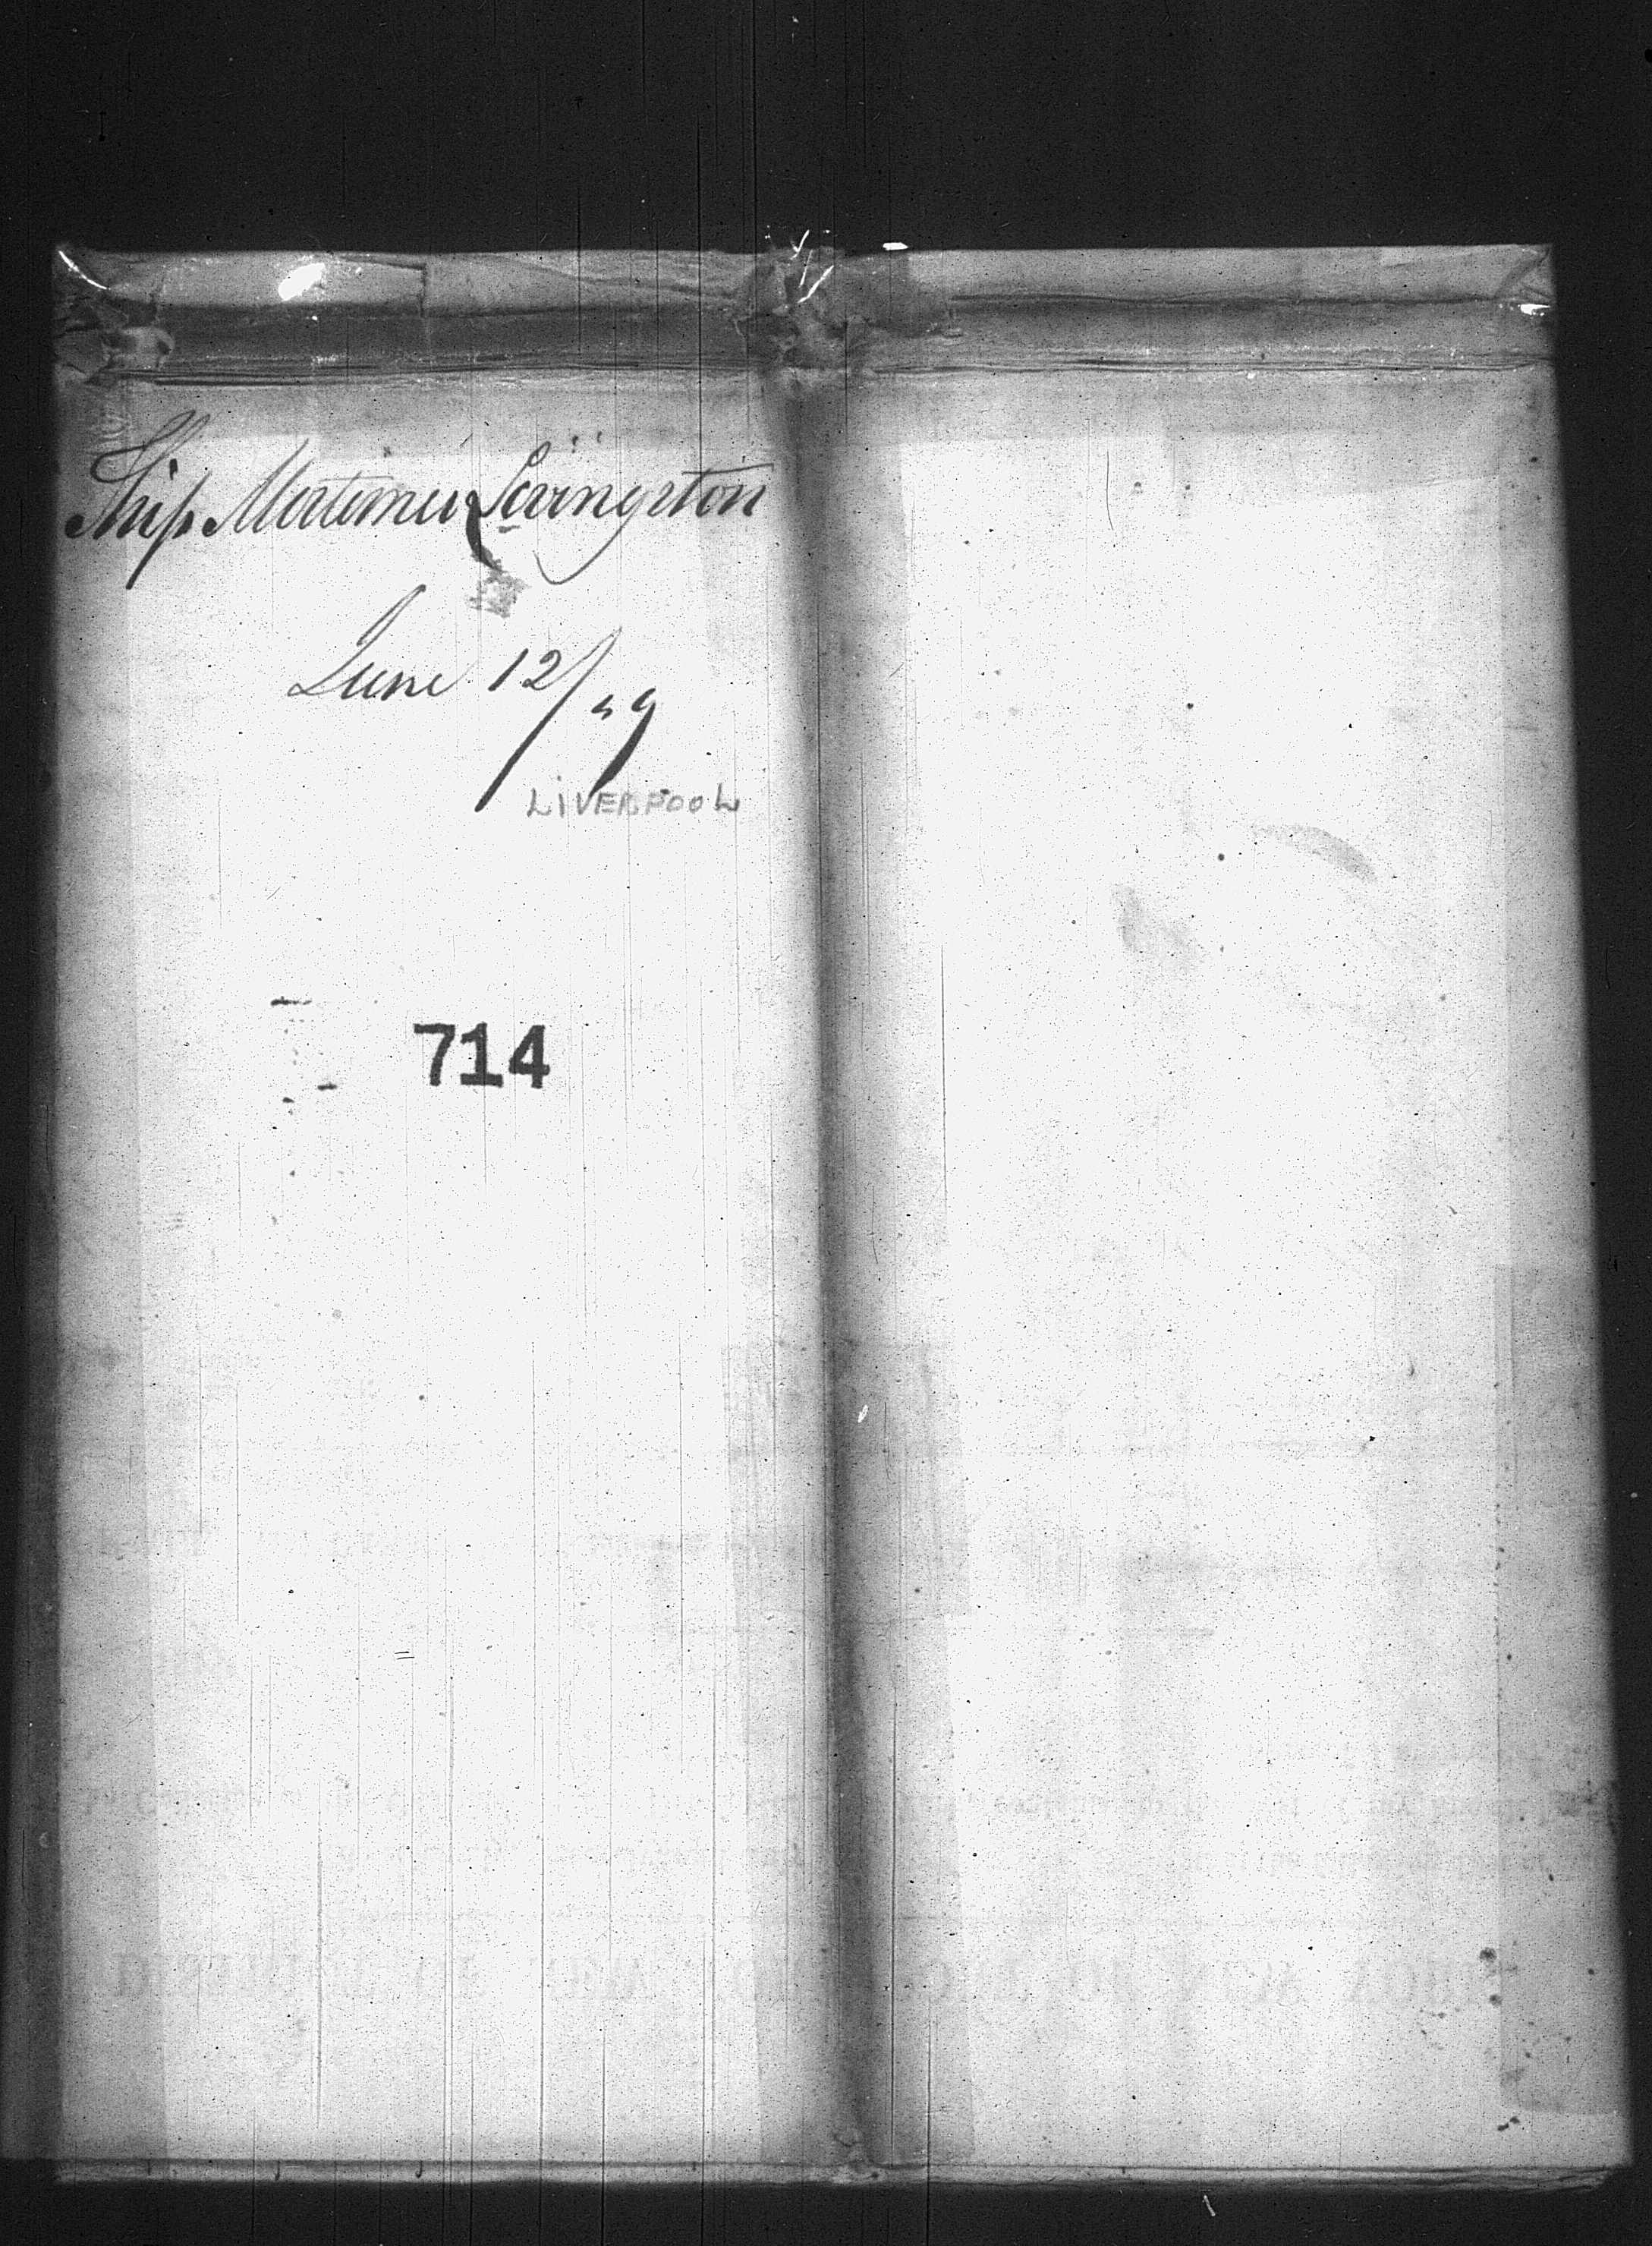 Ship Mortimer Livingston
June 12/49
LIVERPOOL
714